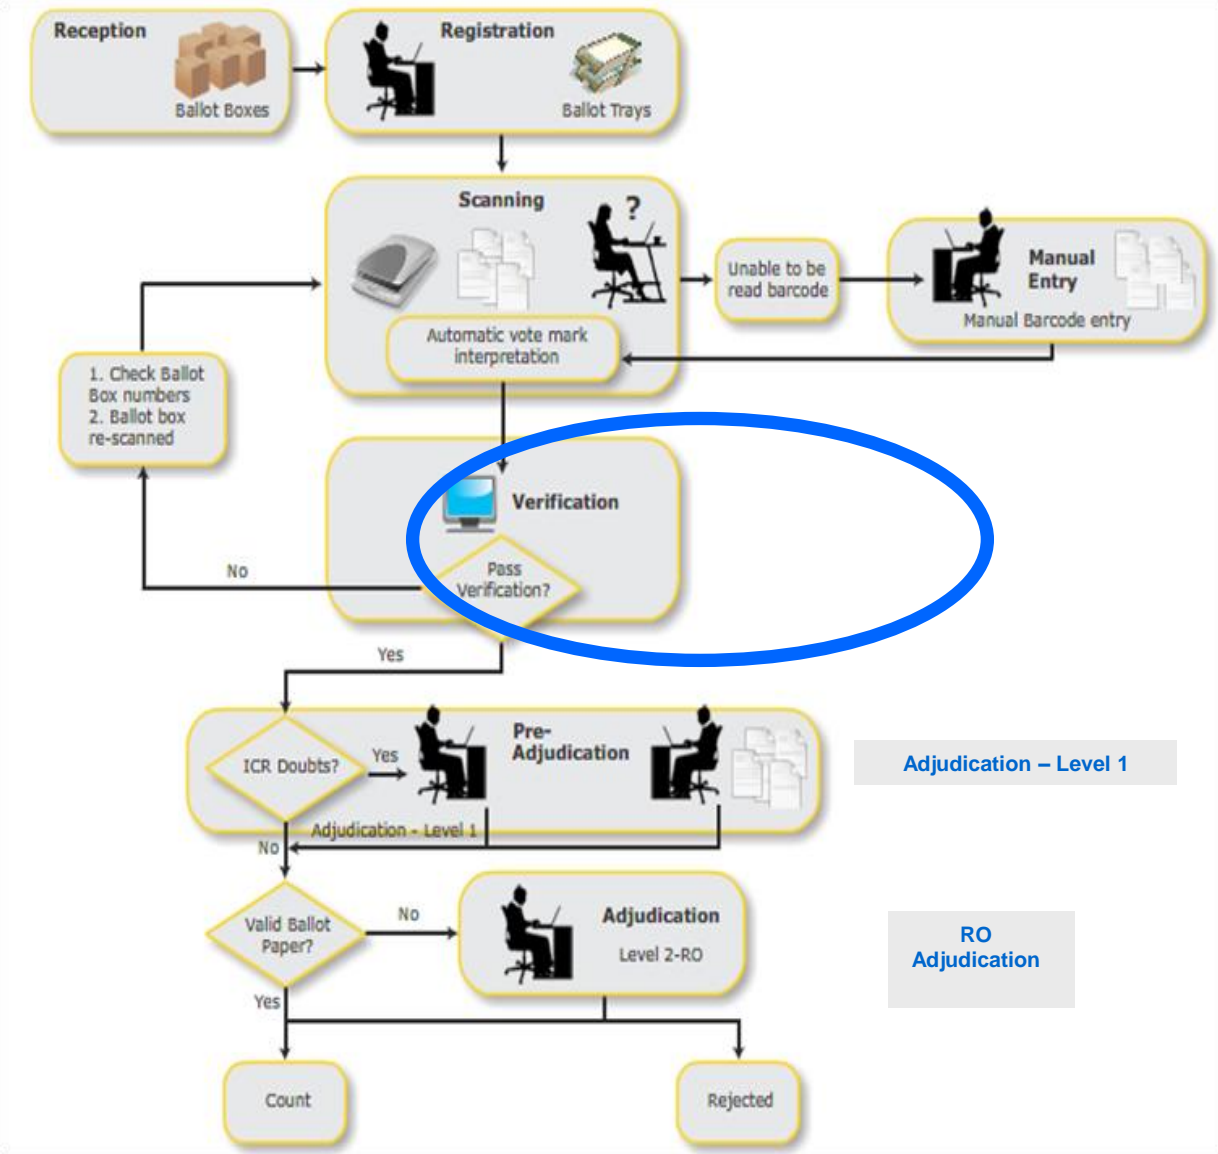 Reception
Ballot Boxes
Registration
Ballot Trays
Scanning
?
Automatic vote mark
interpretation
Unable to be
read barcode
Manual
Entry
Manual Barcode entry
1. Check Ballot
Box numbers
2. Ballot box
re-scanned
Verification
Pass
Verification?
No
Yes
ICR Doubts?
Yes
Pre-
Adjudication
Adjudication - Level 1
Adjudication – Level 1
No
Valid Ballot
Paper?
No
Adjudication
Level 2-RO
RO
Adjudication
Yes
Count
Rejected